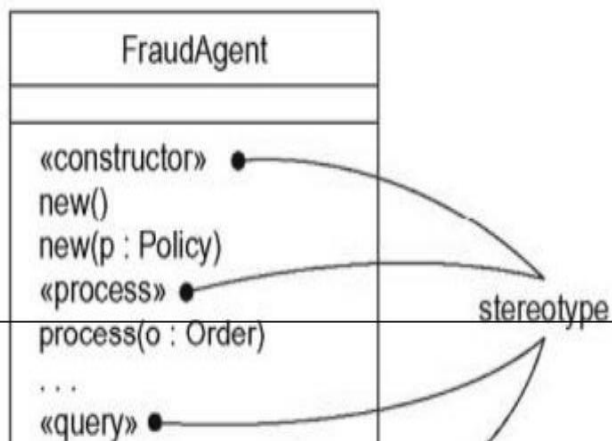 FraudAgent
«constructor»
new()
new(p : Policy)
«process»
process(o : Order)
. . .
«query»
stereotype